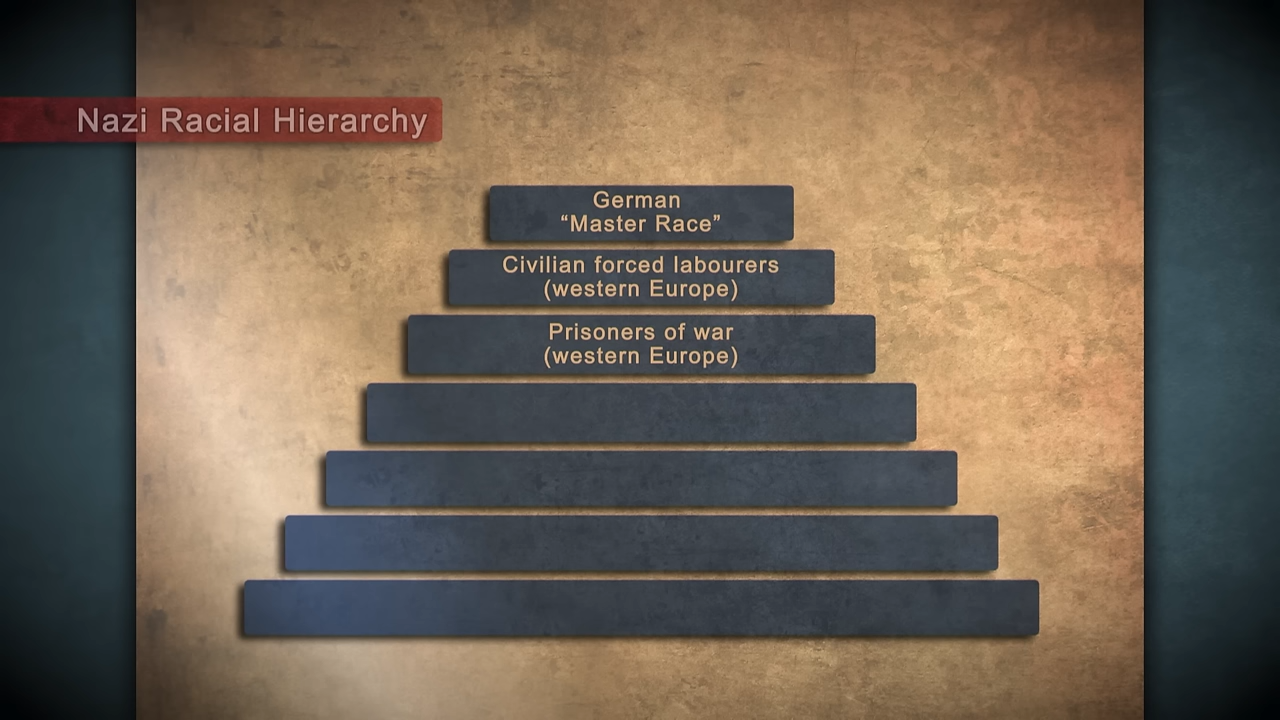 Nazi Racial Hierarchy
German
“Master Race”
Civilian forced labourers
(western Europe)
Prisoners of war
(western Europe)